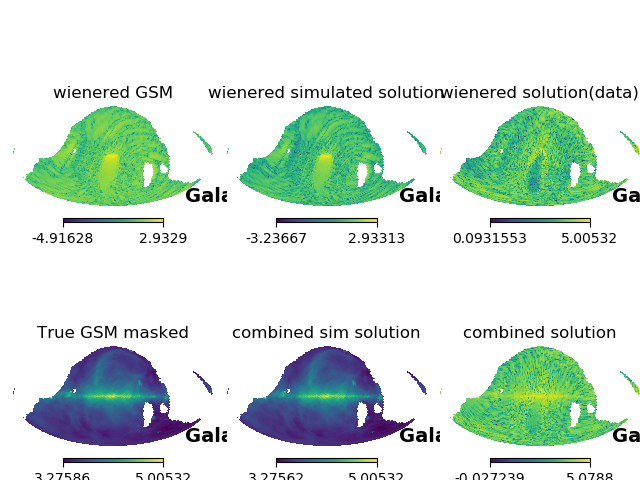 wienered GSM
wienered simulated solution
wienered solution(data)
Gala
Gala
Ga
-4.91628 2.9329
-3.23667 2.93313
0.0931553 5.00532
True GSM masked
combined sim solution
combined solution
Gala
Gala
Ga
3.27586 5.00532
3.27562 5.00532
-0.027239 5.0788